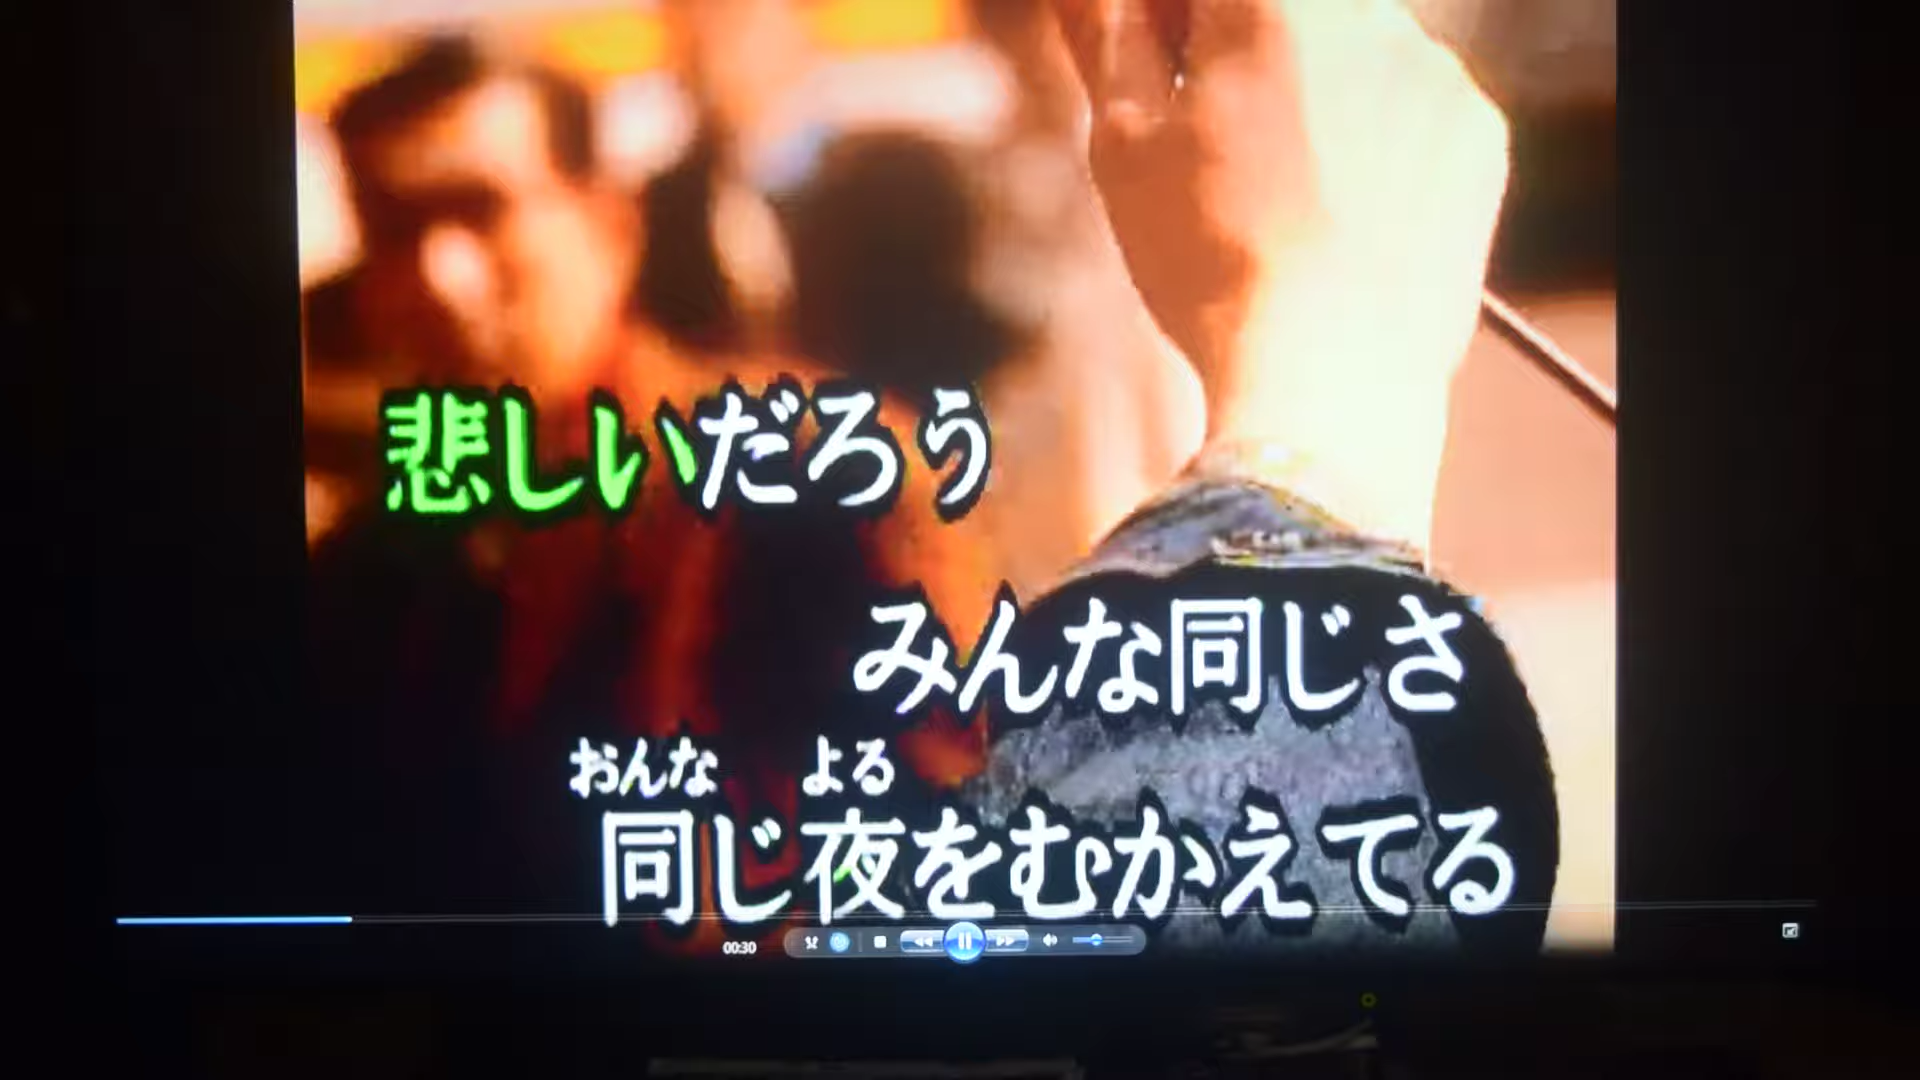 悲しいだろう
みんな同じさ
おんな よる
同じ夜をむかえてる
00:30